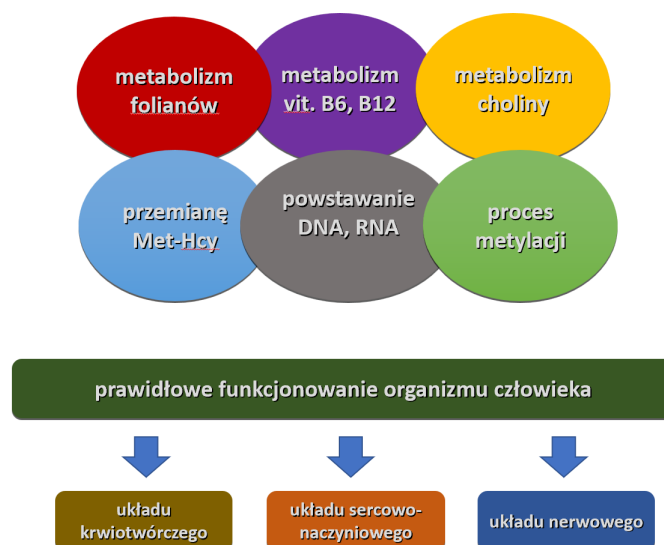 metabolizm
folianów
metabolizm
vit. B6, B12
metabolizm
choliny
przemianę
Met-Hcy
powstawanie
DNA, RNA
proces
metylacji
prawidłowe funkcjonowanie organizmu człowieka
układu
krwiotwórczego
układu sercowo-
naczyniowego
układu nerwowego